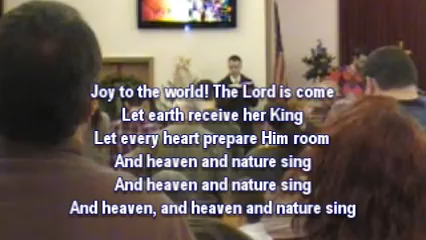 Joy to the world! The Lord is come
Let earth receive her King
Let every heart prepare Him room
And heaven and nature sing
And heaven and nature sing
And heaven, and heaven and nature sing